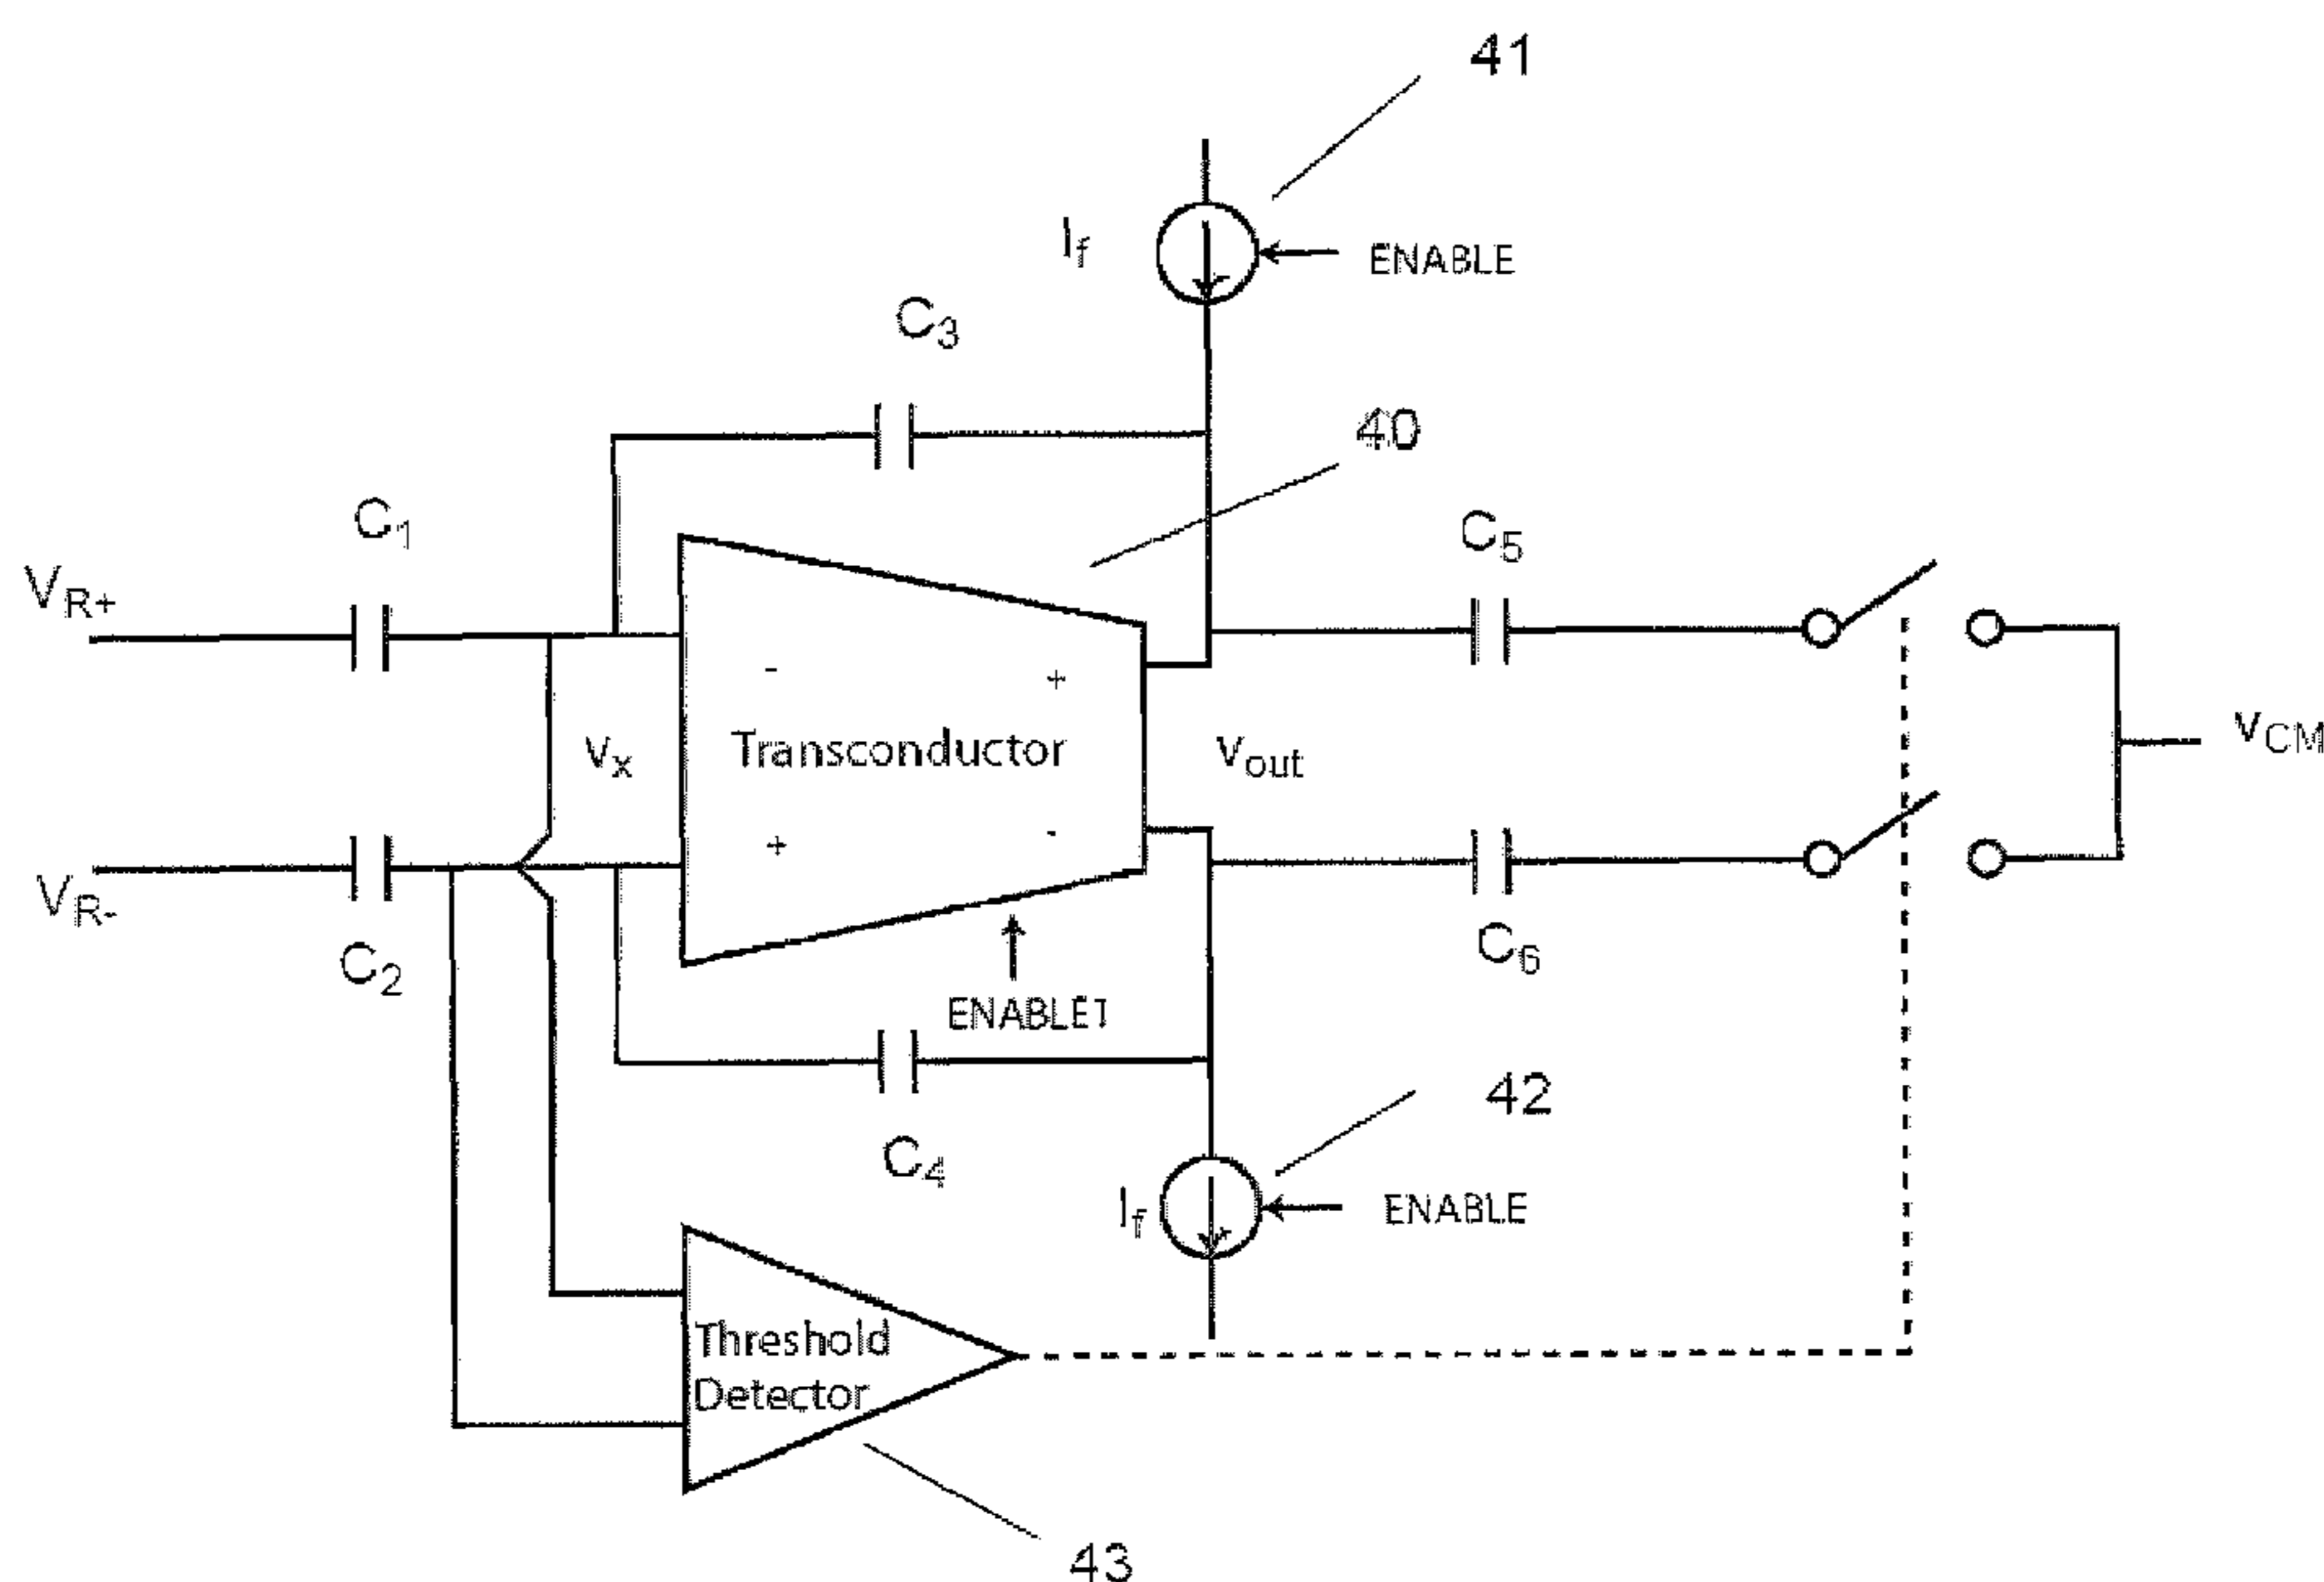 41
I_f
ENABLE
C_3
40
C_1
C_5
V_R+
- +
Transconductor
v_x
v_out
v_CM
+ -
V_R-
C_2
C_6
ENABLET
C_4
42
I_f
ENABLE
Threshold
Detector
43